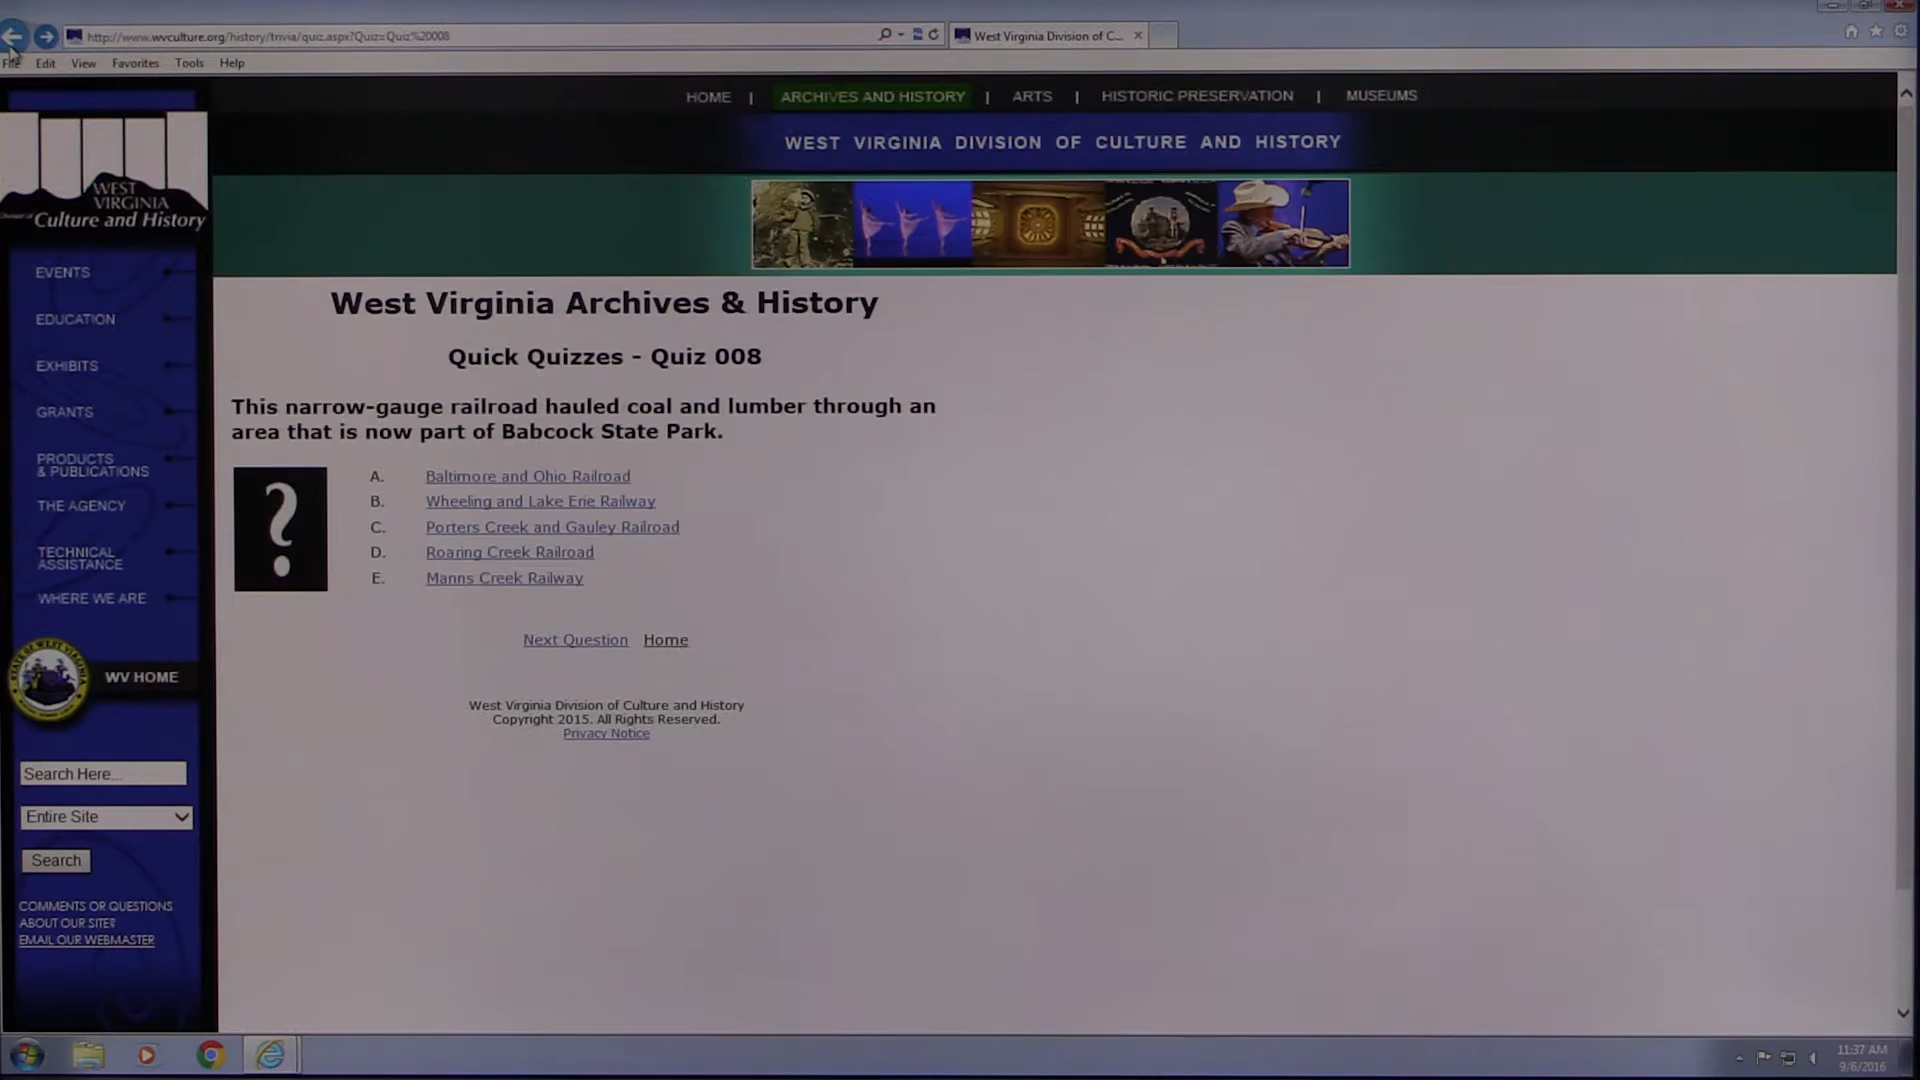 http://www.wvculture.org/history/trivia/quiz.aspx?Quiz=Quiz%20008
West Virginia Division of C...
File Edit View Favorites Tools Help
HOME | ARCHIVES AND HISTORY | ARTS | HISTORIC PRESERVATION | MUSEUMS
WEST VIRGINIA DIVISION OF CULTURE AND HISTORY
WEST
VIRGINIA
Division of
Culture and History
EVENTS
EDUCATION
EXHIBITS
GRANTS
PRODUCTS
& PUBLICATIONS
THE AGENCY
TECHNICAL
ASSISTANCE
WHERE WE ARE
WV HOME
Search Here...
Entire Site
Search
COMMENTS OR QUESTIONS
ABOUT OUR SITE?
EMAIL OUR WEBMASTER
West Virginia Archives & History
Quick Quizzes - Quiz 008
This narrow-gauge railroad hauled coal and lumber through an
area that is now part of Babcock State Park.
?
A. Baltimore and Ohio Railroad
B. Wheeling and Lake Erie Railway
C. Porters Creek and Gauley Railroad
D. Roaring Creek Railroad
E. Manns Creek Railway
Next Question Home
West Virginia Division of Culture and History
Copyright 2015. All Rights Reserved.
Privacy Notice
11:37 AM
9/6/2016